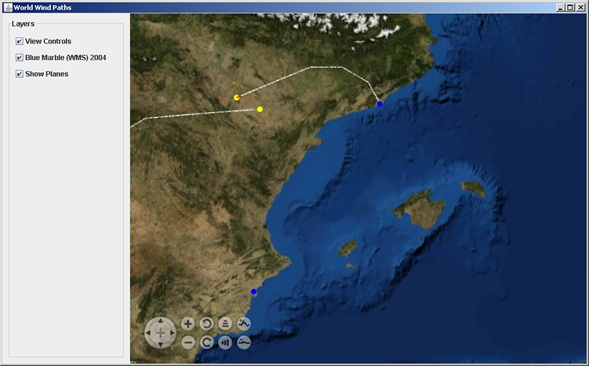 World Wind Paths
Layers
View Controls
Blue Marble (WMS) 2004
Show Planes